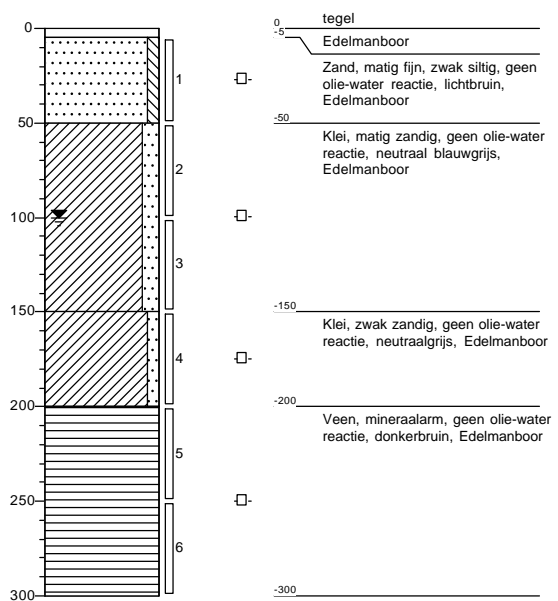 0
50
100
150
200
250
300
1
2
3
4
5
6
0
tegel
-5
Edelmanboor
Zand, matig fijn, zwak siltig, geen
olie-water reactie, lichtbruin,
Edelmanboor
-50
Klei, matig zandig, geen olie-water
reactie, neutraal blauwgrijs,
Edelmanboor
-150
Klei, zwak zandig, geen olie-water
reactie, neutraalgrijs, Edelmanboor
-200
Veen, mineraalarm, geen olie-water
reactie, donkerbruin, Edelmanboor
-300